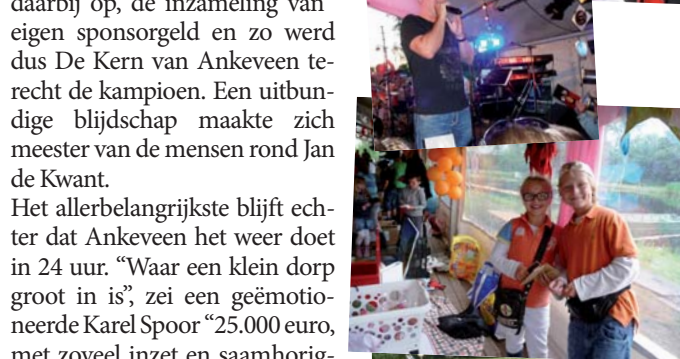 daarbij op, de inzameling van
eigen sponsorgeld en zo werd
dus De Kern van Ankeveen te-
recht de kampioen. Een uitbun-
dige blijdschap maakte zich
meester van de mensen rond Jan
de Kwant.
Het allerbelangrijkste blijft ech-
ter dat Ankeveen het weer doet
in 24 uur. “Waar een klein dorp
groot in is”, zei een geëmotio-
neerde Karel Spoor “25.000 euro,
met zoveel inzet en saamhorig-